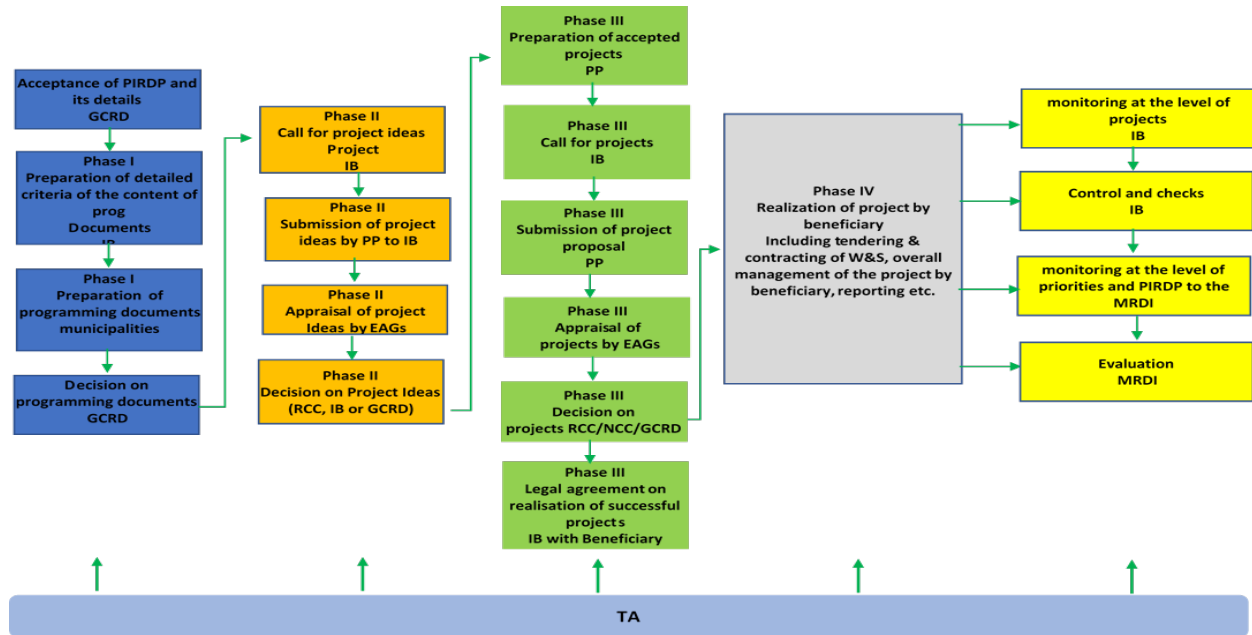 Acceptance of PIRDP and
its details
GCRD
Phase I
Preparation of detailed
criteria of the content of
prog
Documents
IB
Phase I
Preparation of
programming documents
municipalities
Decision on
programming documents
GCRD
Phase II
Call for project ideas
Project
IB
Phase II
Submission of project
ideas by PP to IB
Phase II
Appraisal of project
Ideas by EAGs
Phase II
Decision on Project Ideas
(RCC, IB or GCRD)
Phase III
Preparation of accepted
projects
PP
Phase III
Call for projects
IB
Phase III
Submission of project
proposal
PP
Phase III
Appraisal of
projects by EAGs
Phase III
Decision on
projects RCC/NCC/GCRD
Phase III
Legal agreement on
realisation of successful
projects
IB with Beneficiary
Phase IV
Realization of project by
beneficiary
Including tendering &
contracting of W&S, overall
management of the project by
beneficiary, reporting etc.
monitoring at the level of
projects
IB
Control and checks
IB
monitoring at the level of
priorities and PIRDP to the
MRDI
Evaluation
MRDI
TA